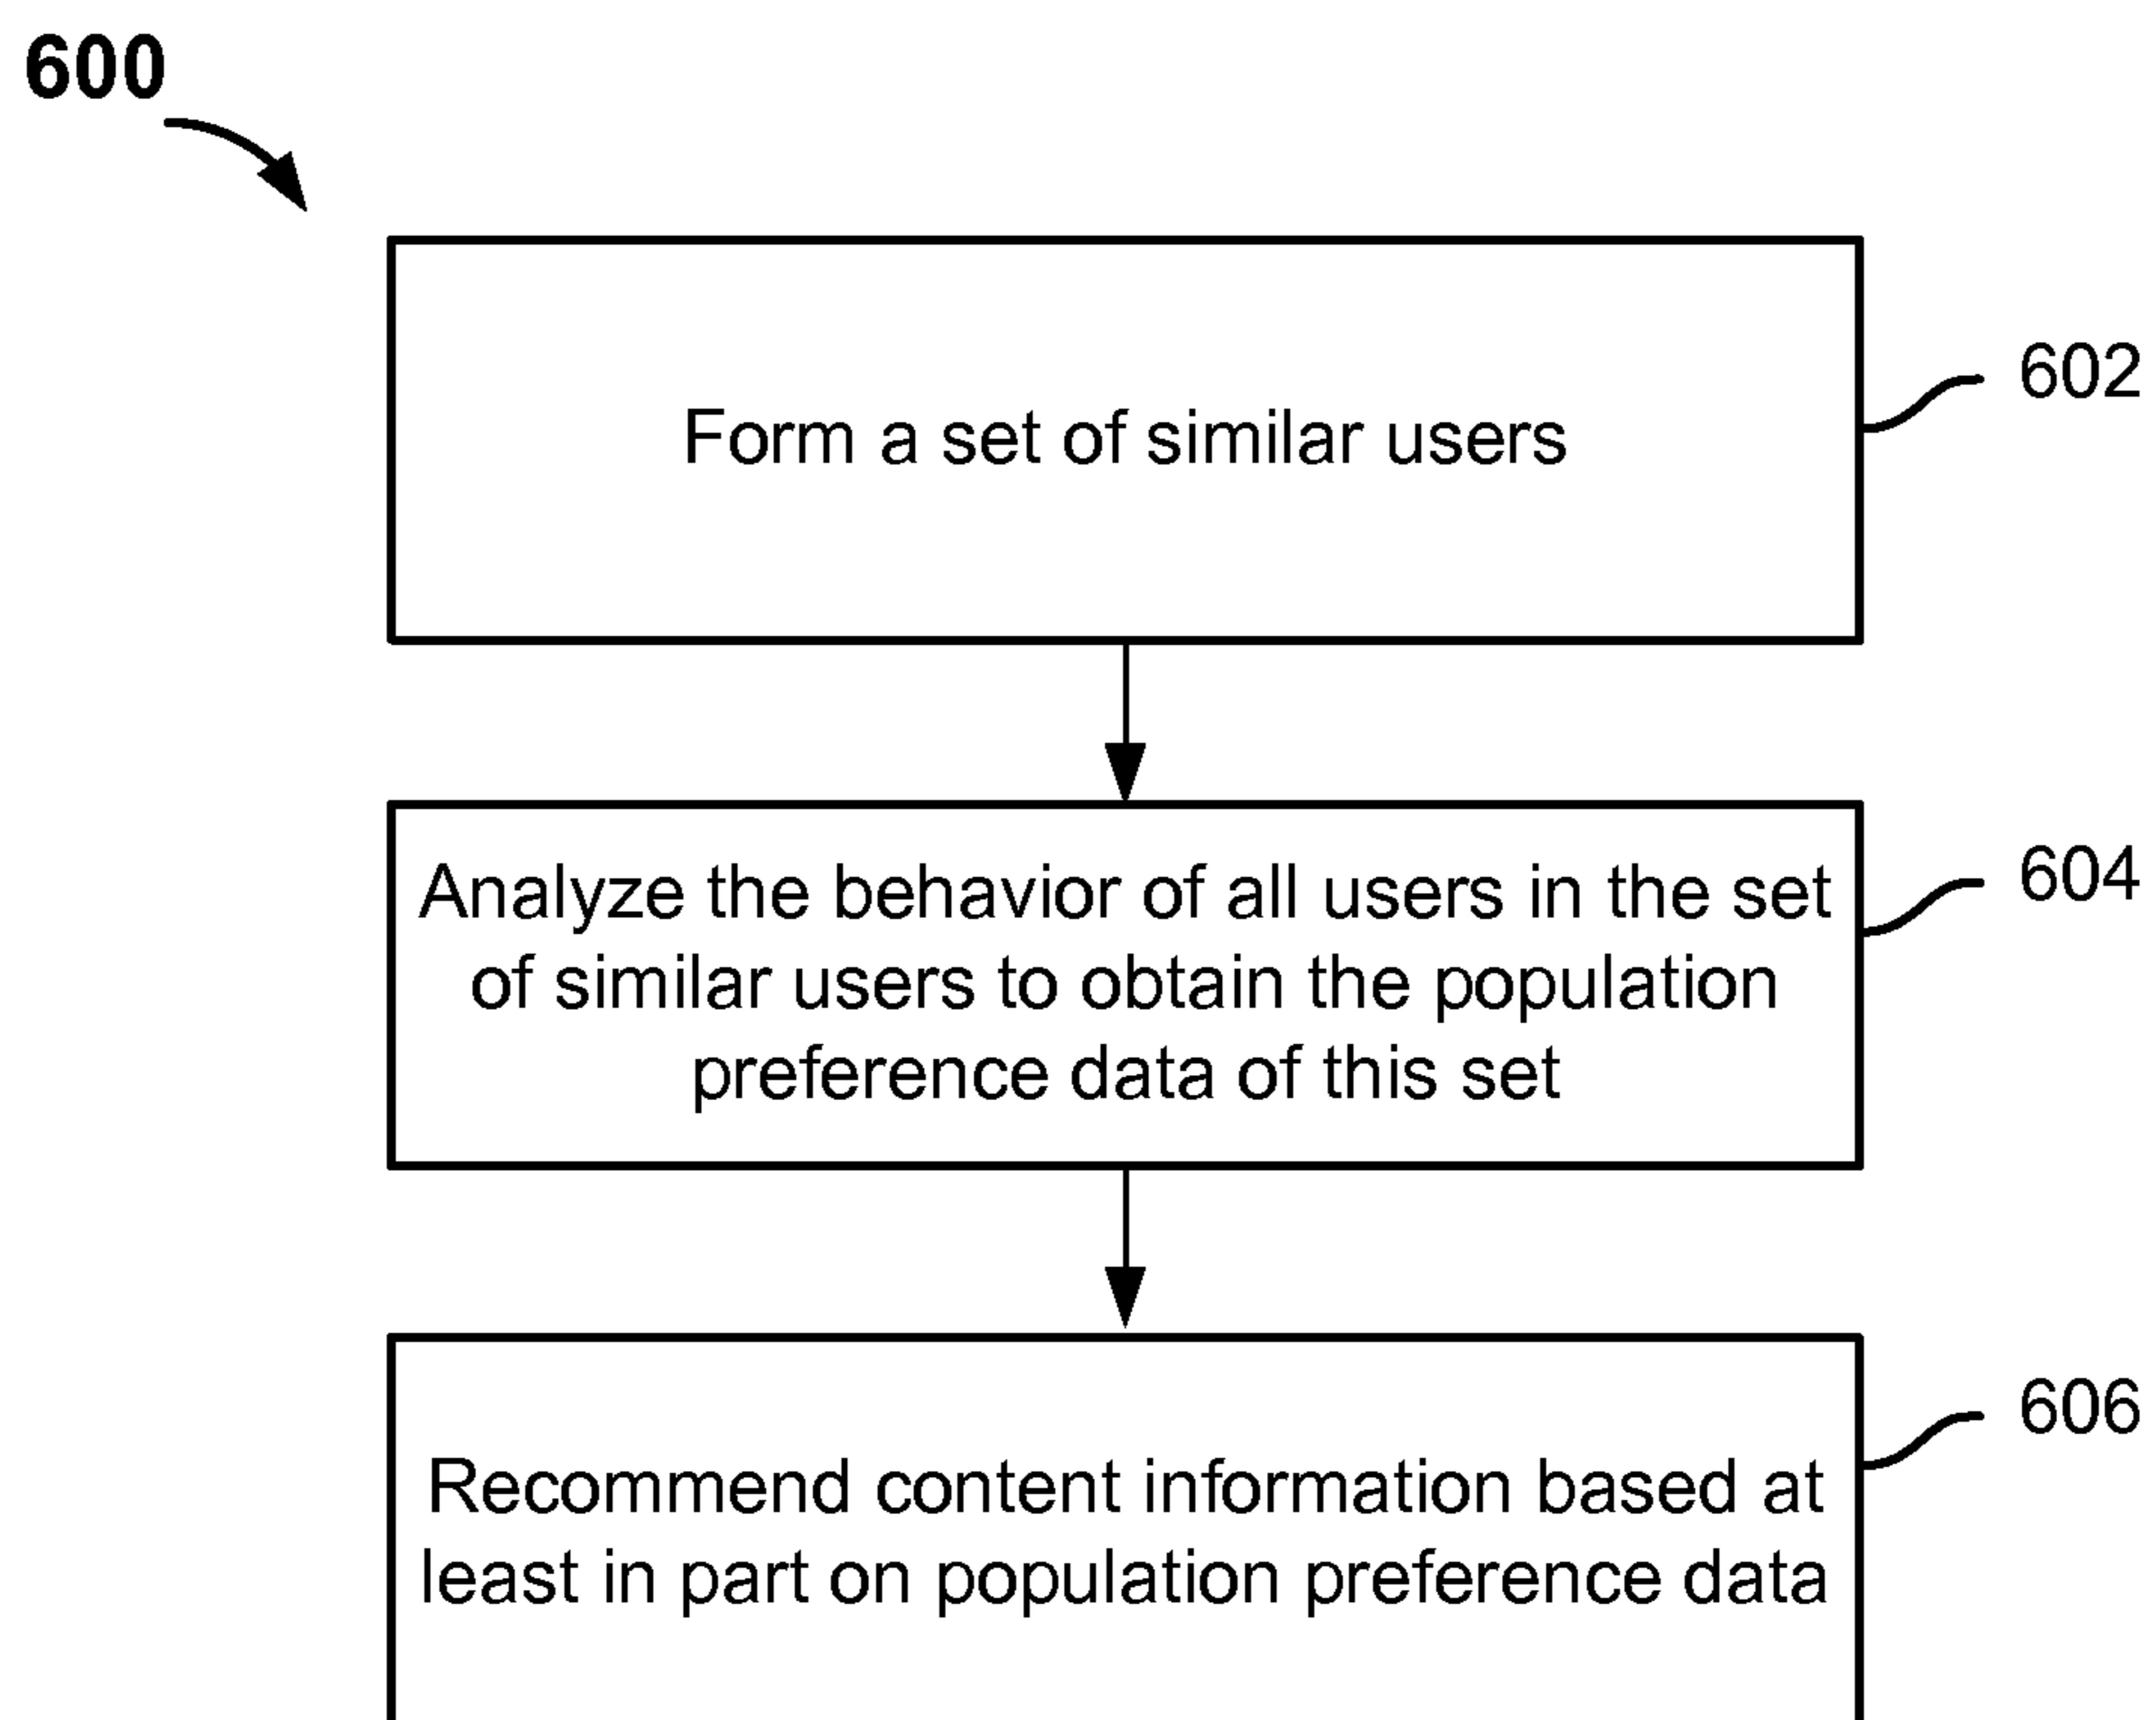 600
Form a set of similar users
602
Analyze the behavior of all users in the set
of similar users to obtain the population
preference data of this set
604
Recommend content information based at
least in part on population preference data
606